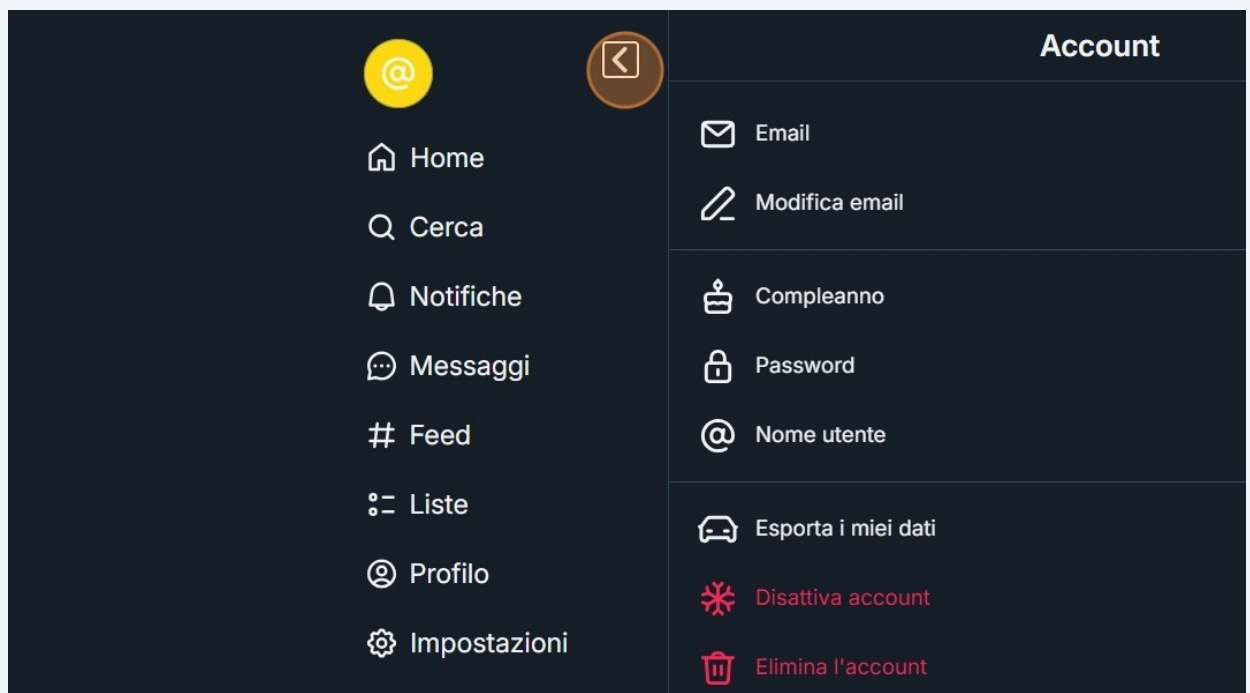 @
Home
Cerca
Notifiche
Messaggi
Feed
Liste
Profilo
Impostazioni
Account
Email
Modifica email
Compleanno
Password
Nome utente
Esporta i miei dati
Disattiva account
Elimina l'account